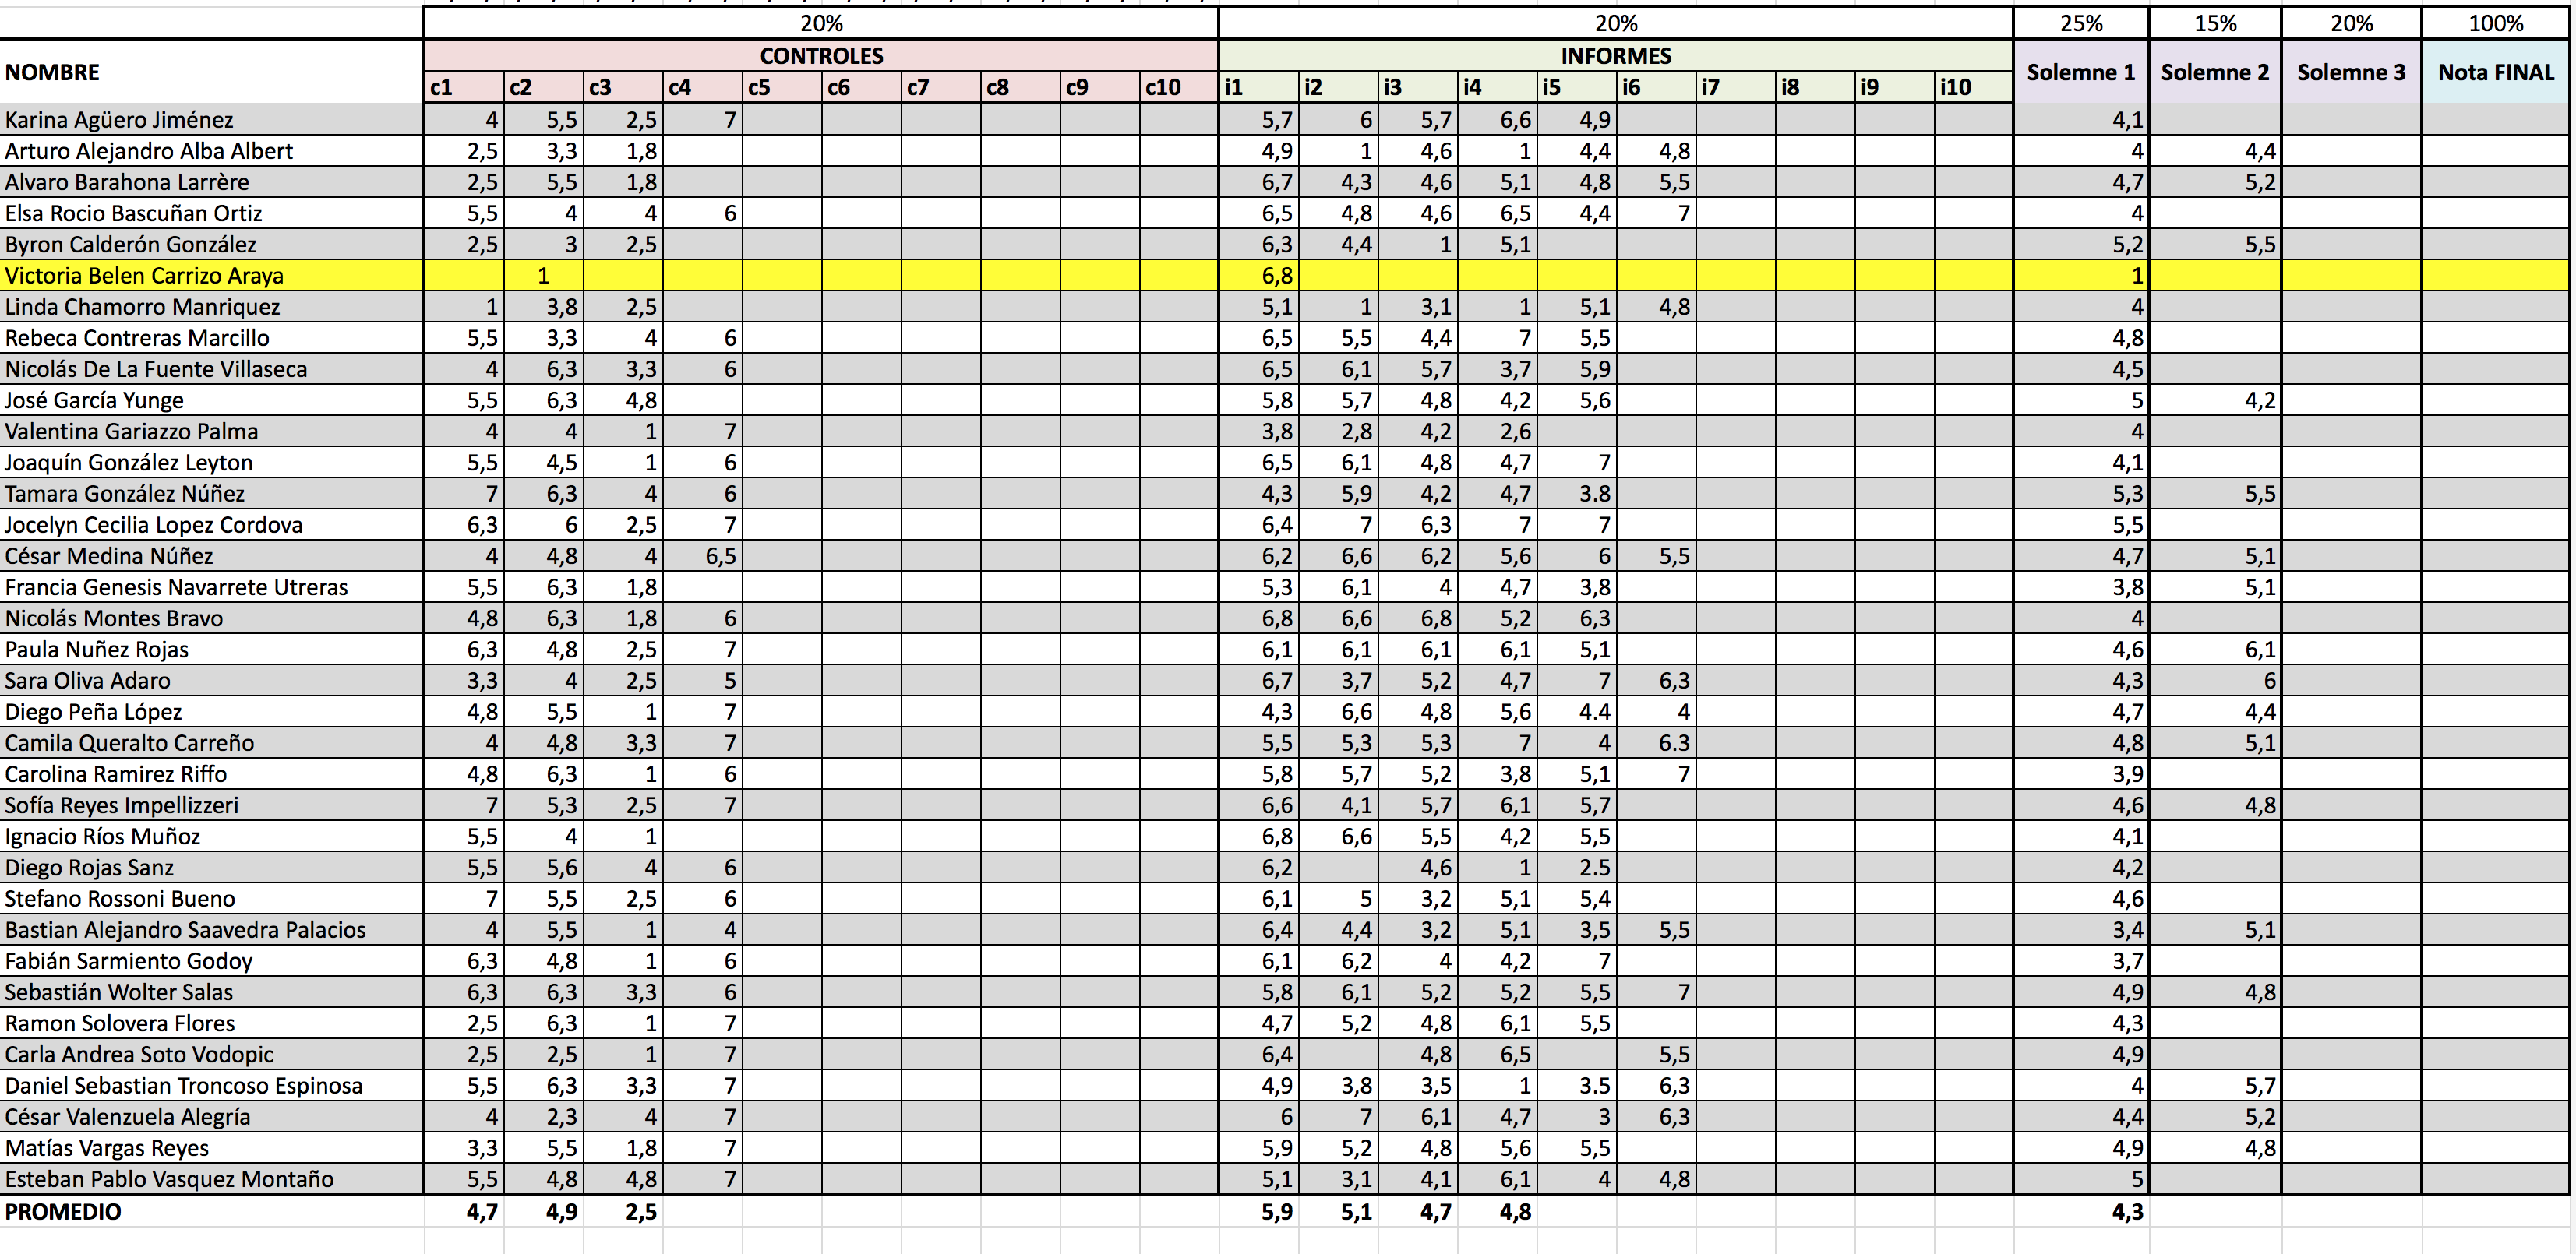 20% 20% 25% 15% 20% 100%
NOMBRE CONTROLES INFORMES Solemne 1 Solemne 2 Solemne 3 Nota FINAL
c1 c2 c3 c4 c5 c6 c7 c8 c9 c10 i1 i2 i3 i4 i5 i6 i7 i8 i9 i10
Karina Agüero Jiménez 4 5,5 2,5 7 5,7 6 5,7 6,6 4,9 4,1
Arturo Alejandro Alba Albert 2,5 3,3 1,8 4,9 1 4,6 1 4,4 4,8 4 4,4
Alvaro Barahona Larrère 2,5 5,5 1,8 6,7 4,3 4,6 5,1 4,8 5,5 4,7 5,2
Elsa Rocio Bascuñan Ortiz 5,5 4 4 6 6,5 4,8 4,6 6,5 4,4 7 4
Byron Calderón González 2,5 3 2,5 6,3 4,4 1 5,1 5,2 5,5
Victoria Belen Carrizo Araya 1 6,8 1
Linda Chamorro Manriquez 1 3,8 2,5 5,1 1 3,1 1 5,1 4,8 4
Rebeca Contreras Marcillo 5,5 3,3 4 6 6,5 5,5 4,4 7 5,5 4,8
Nicolás De La Fuente Villaseca 4 6,3 3,3 6 6,5 6,1 5,7 3,7 5,9 4,5
José García Yunge 5,5 6,3 4,8 5,8 5,7 4,8 4,2 5,6 5 4,2
Valentina Gariazzo Palma 4 4 1 7 3,8 2,8 4,2 2,6 4
Joaquín González Leyton 5,5 4,5 1 6 6,5 6,1 4,8 4,7 7 4,1
Tamara González Núñez 7 6,3 4 6 4,3 5,9 4,2 4,7 3.8 5,3 5,5
Jocelyn Cecilia Lopez Cordova 6,3 6 2,5 7 6,4 7 6,3 7 7 5,5
César Medina Núñez 4 4,8 4 6,5 6,2 6,6 6,2 5,6 6 5,5 4,7 5,1
Francia Genesis Navarrete Utreras 5,5 6,3 1,8 5,3 6,1 4 4,7 3,8 3,8 5,1
Nicolás Montes Bravo 4,8 6,3 1,8 6 6,8 6,6 6,8 5,2 6,3 4
Paula Nuñez Rojas 6,3 4,8 2,5 7 6,1 6,1 6,1 6,1 5,1 4,6 6,1
Sara Oliva Adaro 3,3 4 2,5 5 6,7 3,7 5,2 4,7 7 6,3 4,3 6
Diego Peña López 4,8 5,5 1 7 4,3 6,6 4,8 5,6 4.4 4 4,7 4,4
Camila Queralto Carreño 4 4,8 3,3 7 5,5 5,3 5,3 7 4 6.3 4,8 5,1
Carolina Ramirez Riffo 4,8 6,3 1 6 5,8 5,7 5,2 3,8 5,1 7 3,9
Sofía Reyes Impellizzeri 7 5,3 2,5 7 6,6 4,1 5,7 6,1 5,7 4,6 4,8
Ignacio Ríos Muñoz 5,5 4 1 6,8 6,6 5,5 4,2 5,5 4,1
Diego Rojas Sanz 5,5 5,6 4 6 6,2 4,6 1 2.5 4,2
Stefano Rossoni Bueno 7 5,5 2,5 6 6,1 5 3,2 5,1 5,4 4,6
Bastian Alejandro Saavedra Palacios 4 5,5 1 4 6,4 4,4 3,2 5,1 3,5 5,5 3,4 5,1
Fabián Sarmiento Godoy 6,3 4,8 1 6 6,1 6,2 4 4,2 7 3,7
Sebastián Wolter Salas 6,3 6,3 3,3 6 5,8 6,1 5,2 5,2 5,5 7 4,9 4,8
Ramon Solovera Flores 2,5 6,3 1 7 4,7 5,2 4,8 6,1 5,5 4,3
Carla Andrea Soto Vodopic 2,5 2,5 1 7 6,4 4,8 6,5 5,5 4,9
Daniel Sebastian Troncoso Espinosa 5,5 6,3 3,3 7 4,9 3,8 3,5 1 3.5 6,3 4 5,7
César Valenzuela Alegría 4 2,3 4 7 6 7 6,1 4,7 3 6,3 4,4 5,2
Matías Vargas Reyes 3,3 5,5 1,8 7 5,9 5,2 4,8 5,6 5,5 4,9 4,8
Esteban Pablo Vasquez Montaño 5,5 4,8 4,8 7 5,1 3,1 4,1 6,1 4 4,8 5
PROMEDIO 4,7 4,9 2,5 5,9 5,1 4,7 4,8 4,3